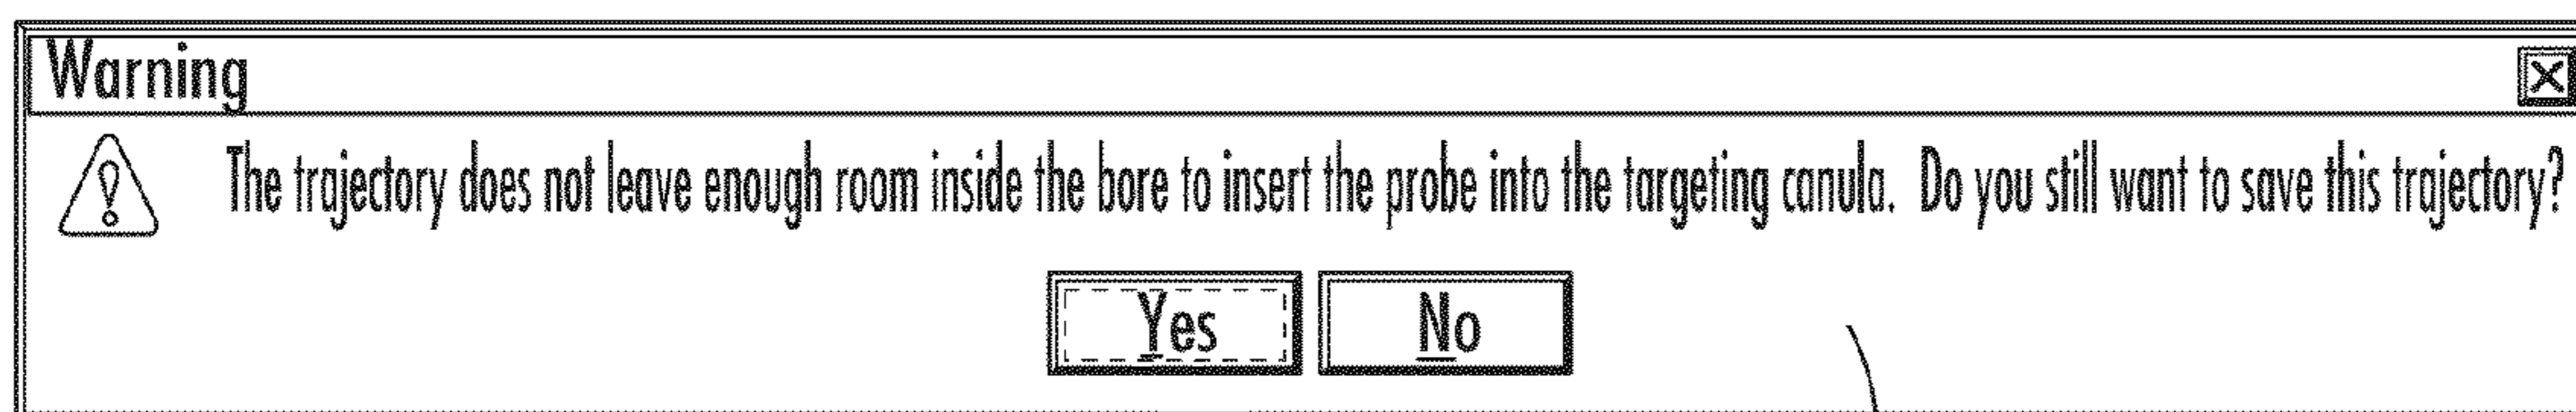 Warning
The trajectory does not leave enough room inside the bore to insert the probe into the targeting canula.  Do you still want to save this trajectory?
Yes No